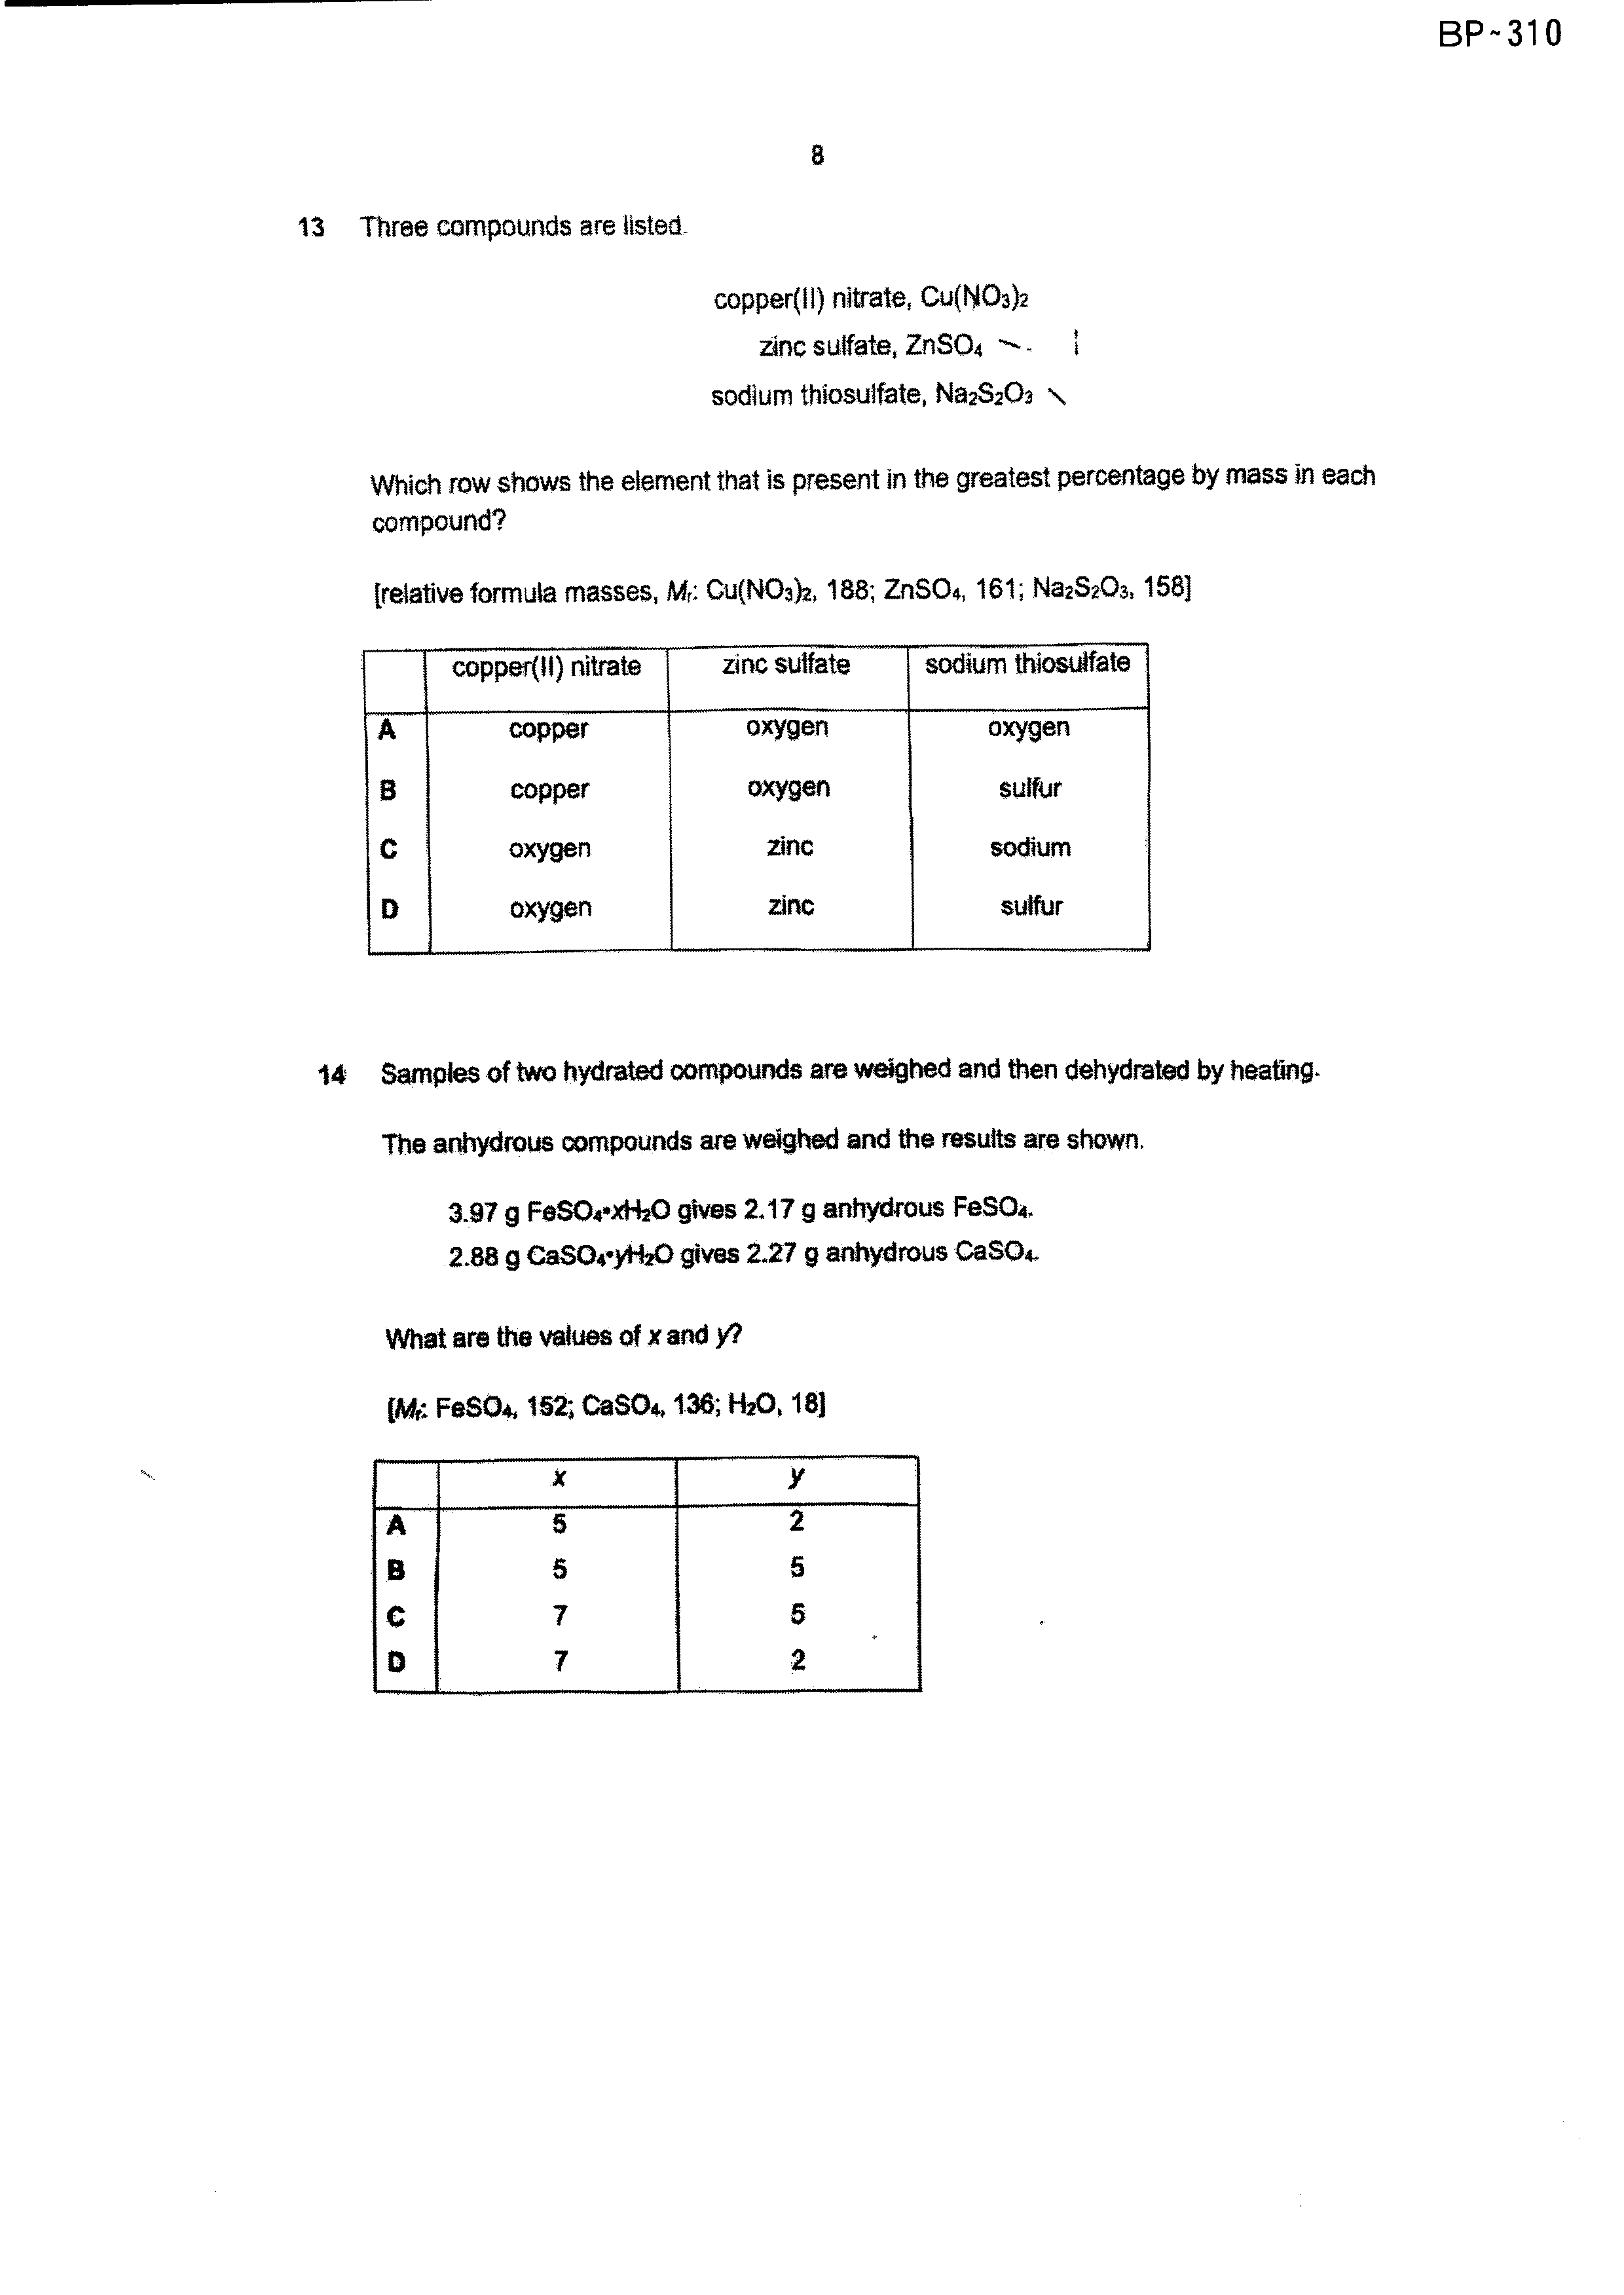 BP~310
8
13 Three compounds are listed.
copper(II) nitrate, Cu(NO₃)₂
zinc sulfate, ZnSO₄
sodium thiosulfate, Na₂S₂O₃
Which row shows the element that is present in the greatest percentage by mass in each
compound?
[relative formula masses, Mᵣ: Cu(NO₃)₂, 188; ZnSO₄, 161; Na₂S₂O₃, 158]
copper(II) nitrate zinc sulfate sodium thiosulfate
A copper oxygen oxygen
B copper oxygen sulfur
C oxygen zinc sodium
D oxygen zinc sulfur
14 Samples of two hydrated compounds are weighed and then dehydrated by heating.
The anhydrous compounds are weighed and the results are shown.
3.97 g FeSO₄•xH₂O gives 2.17 g anhydrous FeSO₄.
2.88 g CaSO₄•yH₂O gives 2.27 g anhydrous CaSO₄.
What are the values of x and y?
[Mᵣ: FeSO₄, 152; CaSO₄, 136; H₂O, 18]
x y
A 5 2
B 5 5
C 7 5
D 7 2